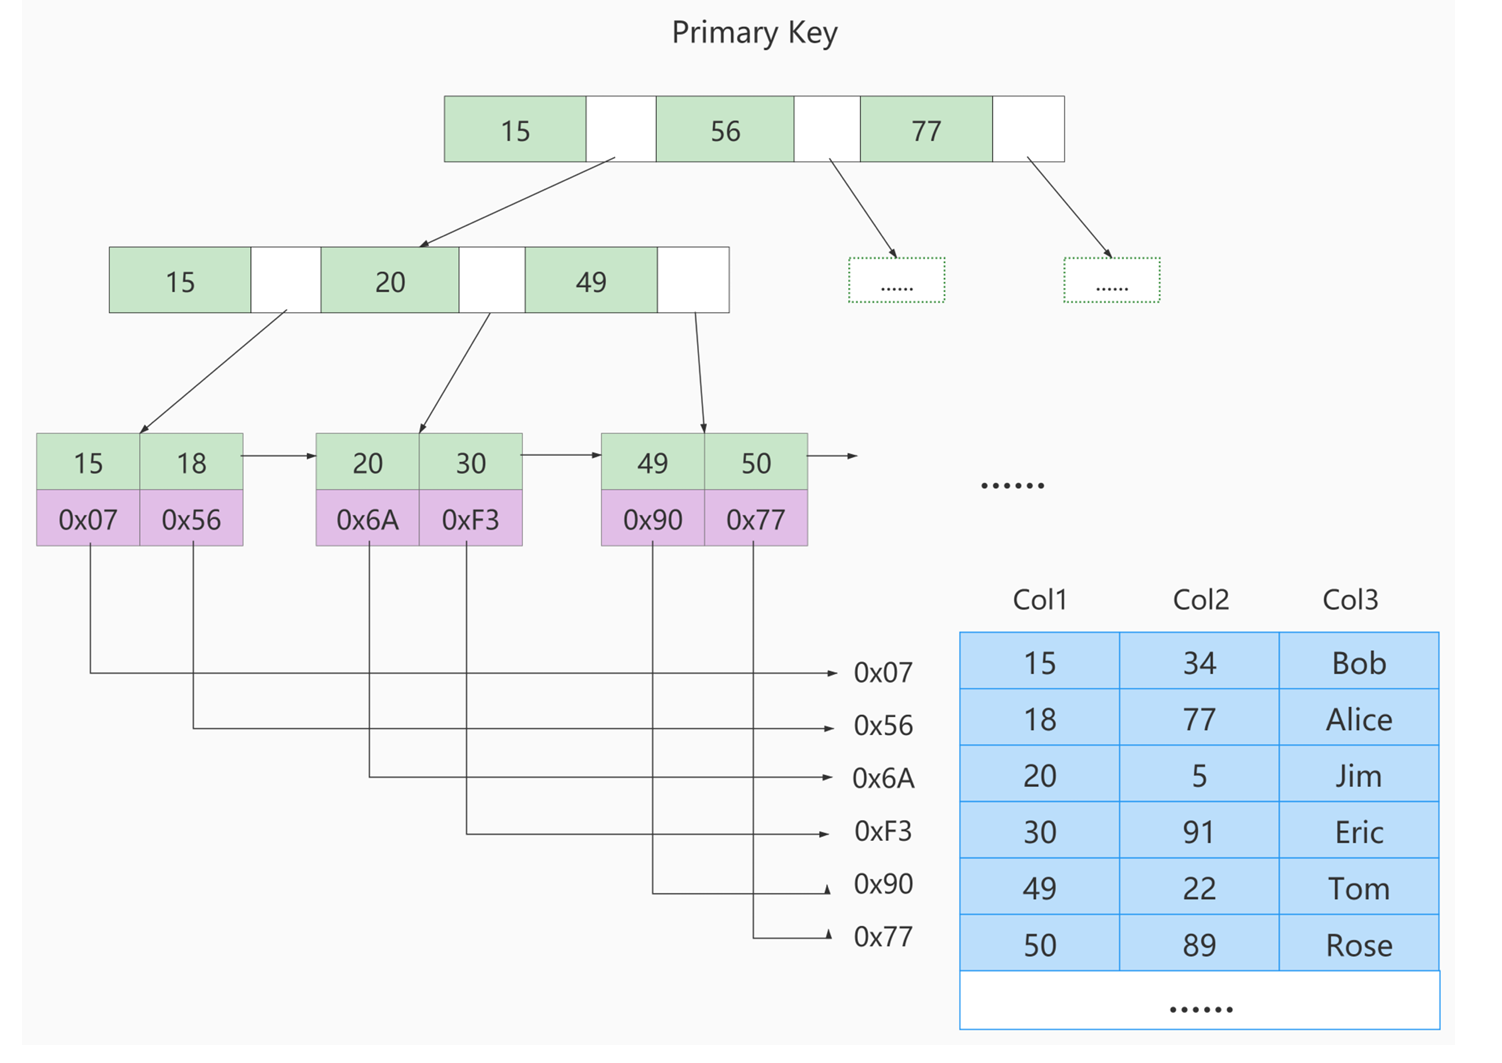 Primary Key
15 56 77
15 20 49
...... ......
15 18 20 30 49 50
0x07 0x56 0x6A 0xF3 0x90 0x77
......
Col1 Col2 Col3
0x07 15 34 Bob
0x56 18 77 Alice
0x6A 20 5 Jim
0xF3 30 91 Eric
0x90 49 22 Tom
0x77 50 89 Rose
......